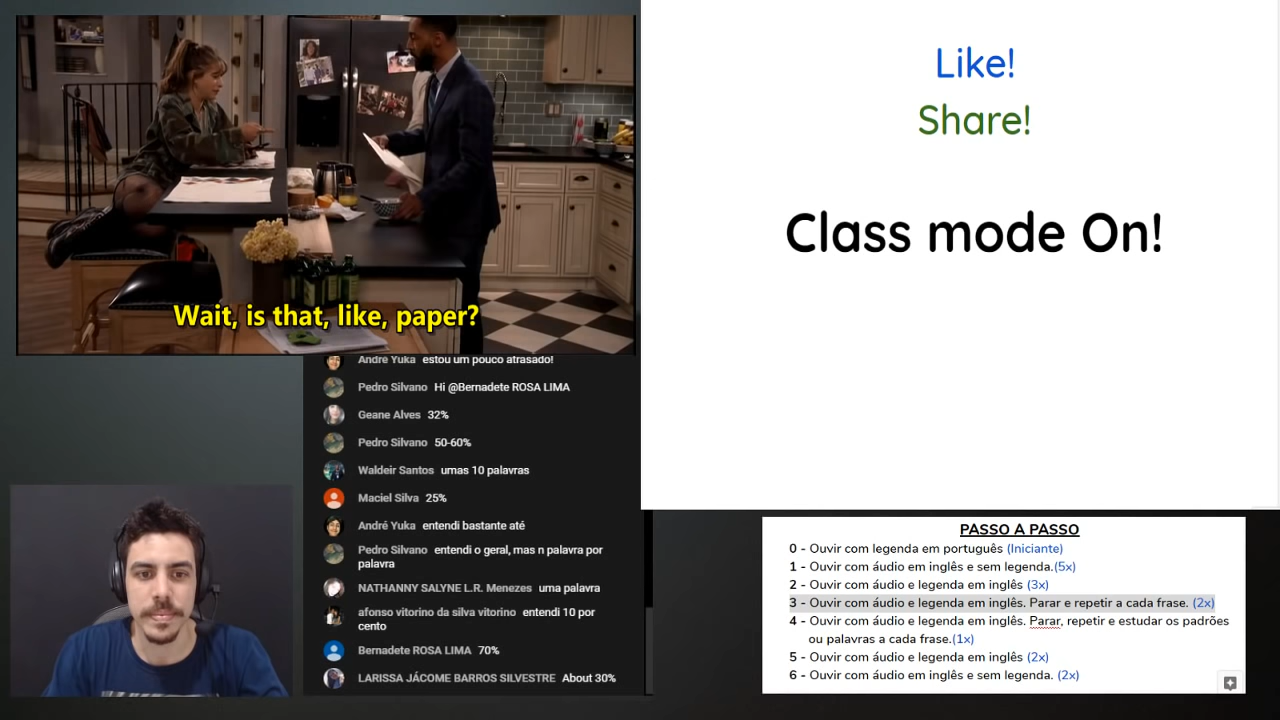 Wait, is that, like, paper?
André Yuka estou um pouco atrasado!
Pedro Silvano Hi @Bernadete ROSA LIMA
Geane Alves 32%
Pedro Silvano 50-60%
Waldeir Santos umas 10 palavras
Maciel Silva 25%
André Yuka entendi bastante até
Pedro Silvano entendi o geral, mas n palavra por
palavra
NATHANNY SALYNE L.R. Menezes uma palavra
afonso vitorino da silva vitorino entendi 10 por
cento
Bernadete ROSA LIMA 70%
LARISSA JÁCOME BARROS SILVESTRE About 30%
Like!
Share!
Class mode On!
PASSO A PASSO
0 - Ouvir com legenda em português (Iniciante)
1 - Ouvir com áudio em inglês e sem legenda.(5x)
2 - Ouvir com áudio e legenda em inglês (3x)
3 - Ouvir com áudio e legenda em inglês. Parar e repetir a cada frase. (2x)
4 - Ouvir com áudio e legenda em inglês. Parar, repetir e estudar os padrões
ou palavras a cada frase.(1x)
5 - Ouvir com áudio e legenda em inglês (2x)
6 - Ouvir com áudio em inglês e sem legenda. (2x)